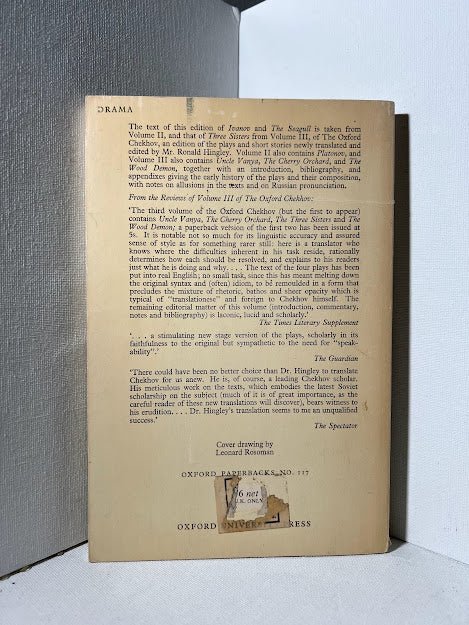 DRAMA
The text of this edition of Ivanov and The Seagull is taken from
Volume II, and that of Three Sisters from Volume III, of The Oxford
Chekhov, an edition of the plays and short stories newly translated and
edited by Mr. Ronald Hingley. Volume II also contains Platonov, and
Volume III also contains Uncle Vanya, The Cherry Orchard, and The
Wood Demon, together with an introduction, bibliography, and
appendixes giving the early history of the plays and their composition,
with notes on allusions in the texts and on Russian pronunciation.
From the Reviews of Volume III of The Oxford Chekhov:
'The third volume of the Oxford Chekhov (but the first to appear)
contains Uncle Vanya, The Cherry Orchard, The Three Sisters and The
Wood Demon; a paperback version of the first two has been issued at
5s. It is notable not so much for its linguistic accuracy and assured
sense of style as for something rarer still: here is a translator who
knows where the difficulties inherent in his task reside, rationally
determines how each should be resolved, and explains to his readers
just what he is doing and why. . . . The text of the four plays has been
put into real English; no small task, since this has meant melting down
the original syntax and (often) idiom, to be remoulded in a form that
precludes the mixture of rhetoric, bathos and sheer opacity which is
typical of "translationese" and foreign to Chekhov himself. The
remaining editorial matter of this volume (introduction, commentary,
notes and bibliography) is laconic, lucid and scholarly.'
The Times Literary Supplement
'. . . a stimulating new stage version of the plays, scholarly in its
faithfulness to the original but sympathetic to the need for "speak-
ability".'
The Guardian
'There could have been no better choice than Dr. Hingley to translate
Chekhov for us anew. He is, of course, a leading Chekhov scholar.
His meticulous work on the texts, which embodies the latest Soviet
scholarship on the subject (much of it is of great importance, as the
careful reader of these new translations will discover), bears witness to
his erudition. . . . Dr. Hingley's translation seems to me an unqualified
success.'
The Spectator
Cover drawing by
Leonard Rosoman
OXFORD PAPERBACKS NO. 117
6 net
U.K. ONLY
OXFORD UNIVERSITY PRESS